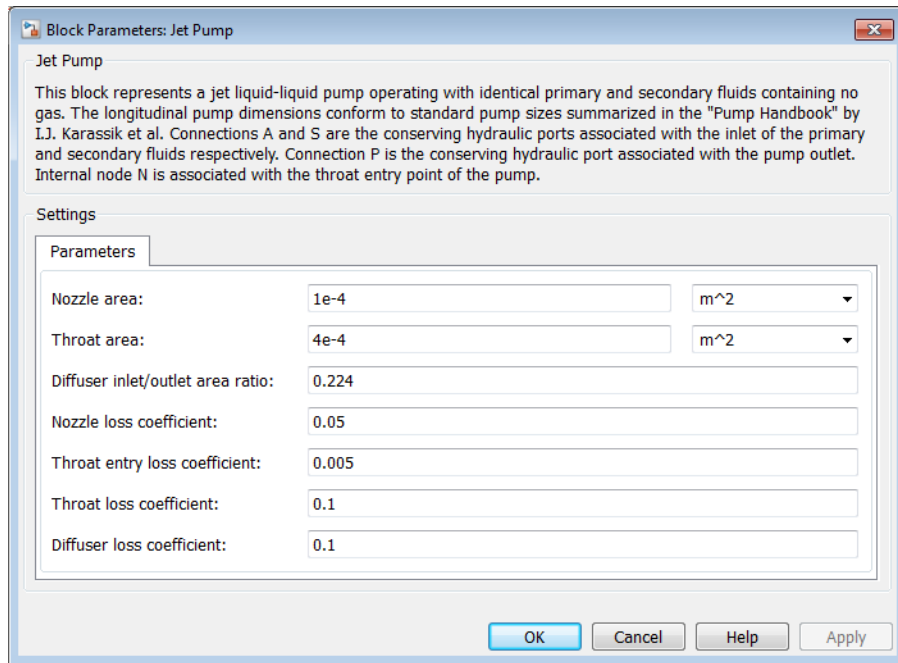 Block Parameters: Jet Pump
Jet Pump
This block represents a jet liquid-liquid pump operating with identical primary and secondary fluids containing no
gas. The longitudinal pump dimensions conform to standard pump sizes summarized in the "Pump Handbook" by
I.J. Karassik et al. Connections A and S are the conserving hydraulic ports associated with the inlet of the primary
and secondary fluids respectively. Connection P is the conserving hydraulic port associated with the pump outlet.
Internal node N is associated with the throat entry point of the pump.
Settings
Parameters
Nozzle area: 1e-4 m^2
Throat area: 4e-4 m^2
Diffuser inlet/outlet area ratio: 0.224
Nozzle loss coefficient: 0.05
Throat entry loss coefficient: 0.005
Throat loss coefficient: 0.1
Diffuser loss coefficient: 0.1
OK Cancel Help Apply